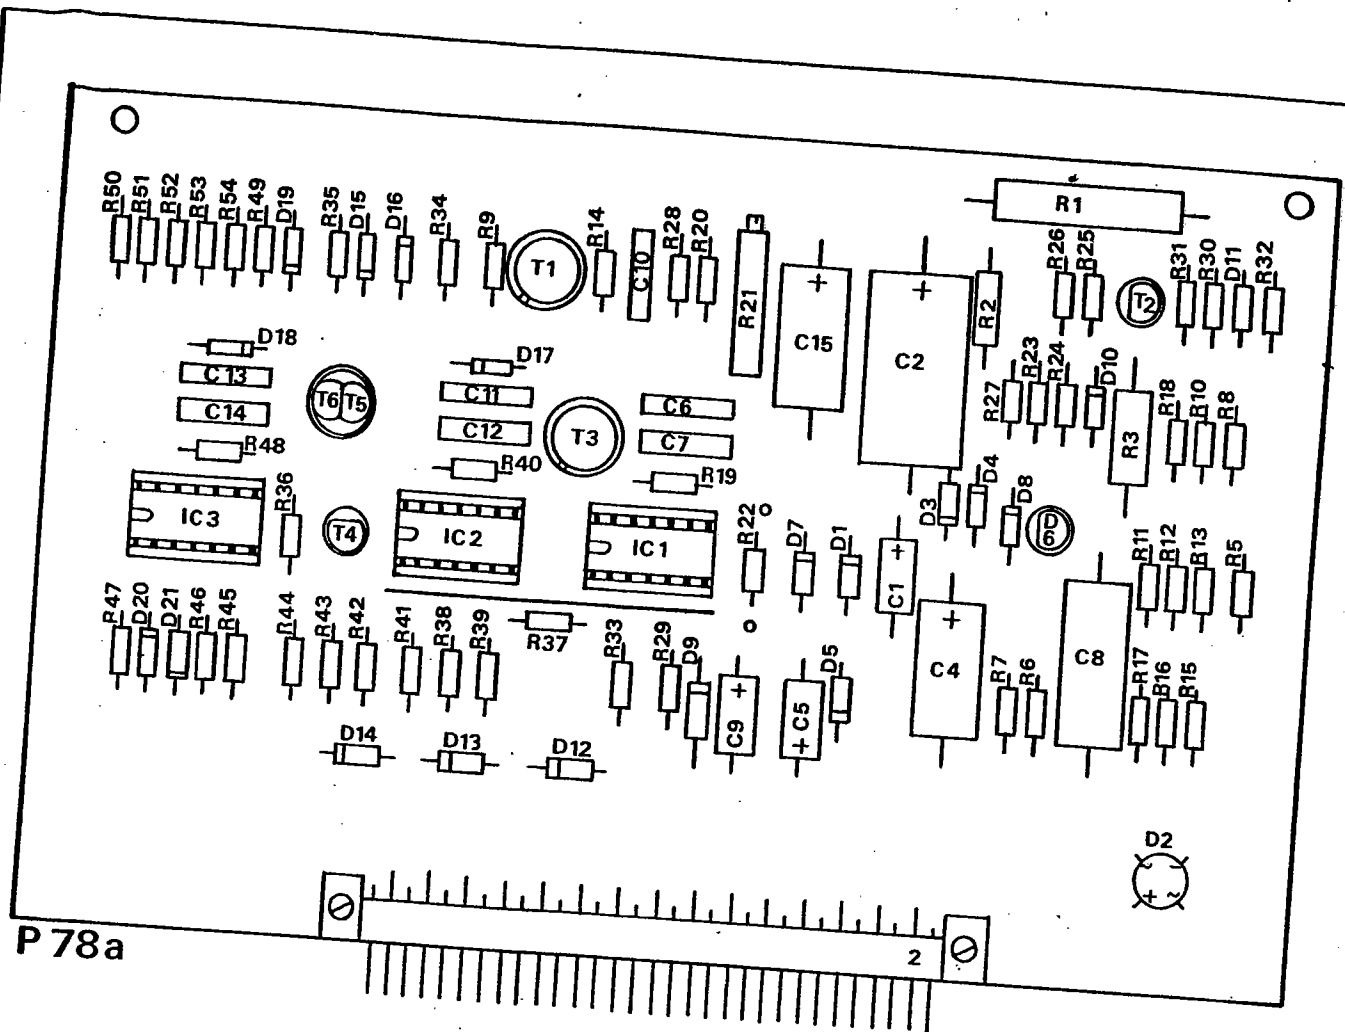 R50 R51 R52 R53 R54 R49 D19 R35 D15 D16 R34 R9 T1 R14 C10 R28 R20 R21 C15 C2 R2 R1 R26 R25 T2 R31 R30 D11 R32
D18 D17
C13 C11 C6
C14 T6 T5 C12 T3 C7 R27 R23 R24 D10 R3 R18 R10 R8
R48 R40 R19
IC3 R36 T4 IC2 IC1 R22 D7 D1 C1 D3 D4 D8 D6 R11 R12 R13 R5
R47 D20 D21 R46 R45 R44 R43 R42 R41 R38 R39 R37 R33 R29 D9 C9 C5 D5 C4 R7 R6 C8 R17 R16 R15
D14 D13 D12
D2
2
P 78a